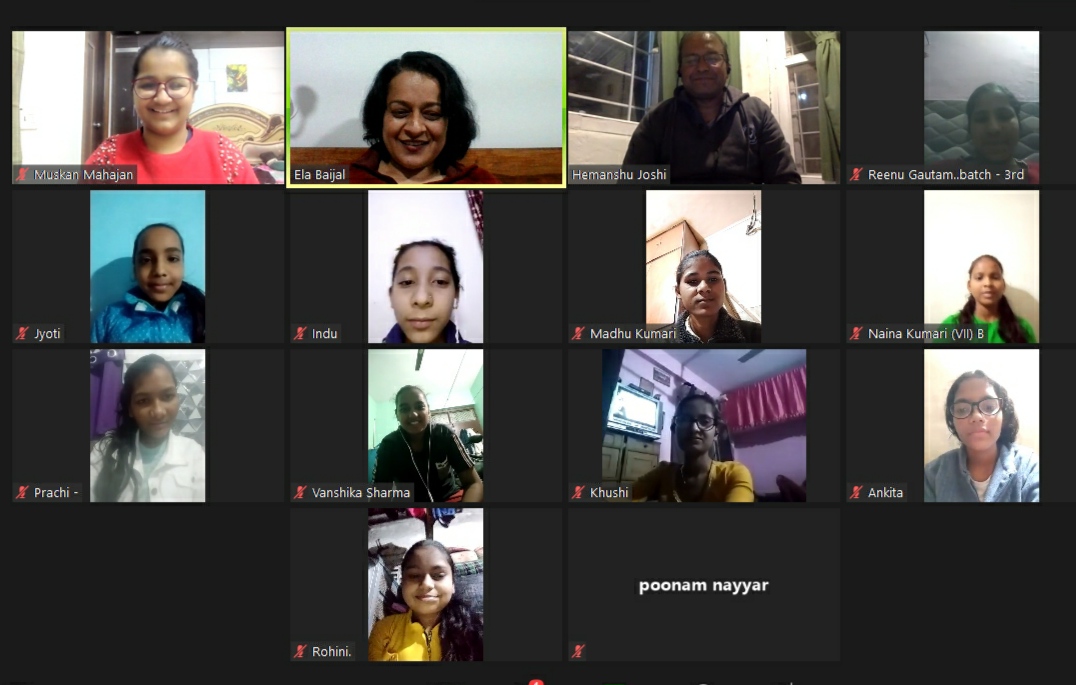 Muskan Mahajan
Ela Baijal
Hemanshu Joshi
Reenu Gautam..batch - 3rd
Jyoti
Indu
Madhu Kumari
Naina Kumari (VII) B
Prachi -
Vanshika Sharma
Khushi
Ankita
Rohini.
poonam nayyar